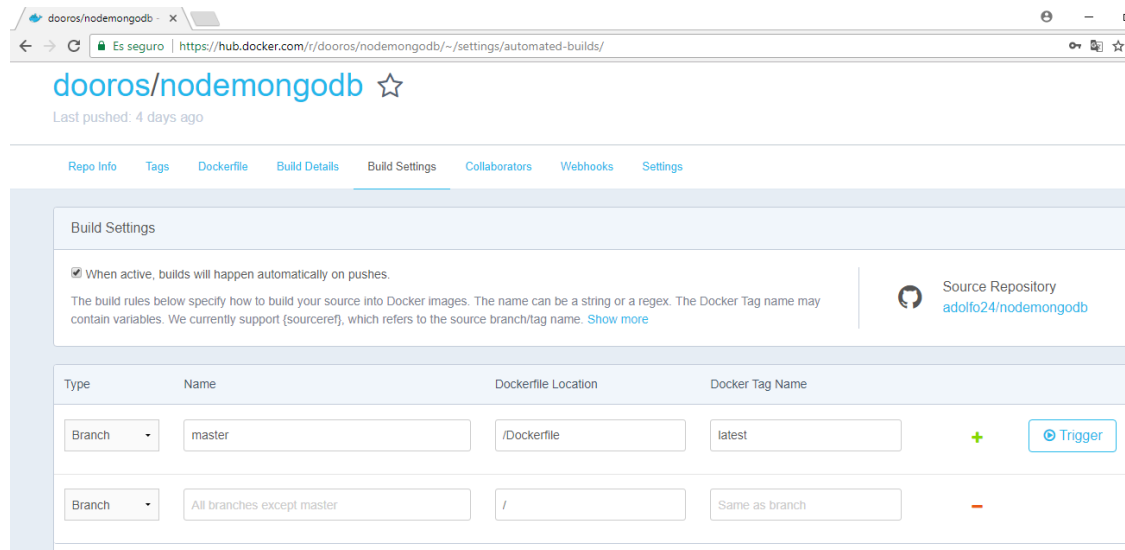 dooros/nodemongodb -
Es seguro | https://hub.docker.com/r/dooros/nodemongodb/~/settings/automated-builds/
dooros/nodemongodb
Last pushed: 4 days ago
Repo Info Tags Dockerfile Build Details Build Settings Collaborators Webhooks Settings
Build Settings
When active, builds will happen automatically on pushes.
The build rules below specify how to build your source into Docker images. The name can be a string or a regex. The Docker Tag name may
contain variables. We currently support {sourceref}, which refers to the source branch/tag name. Show more
Source Repository
adolfo24/nodemongodb
Type Name Dockerfile Location Docker Tag Name
Branch master /Dockerfile latest Trigger
Branch All branches except master / Same as branch